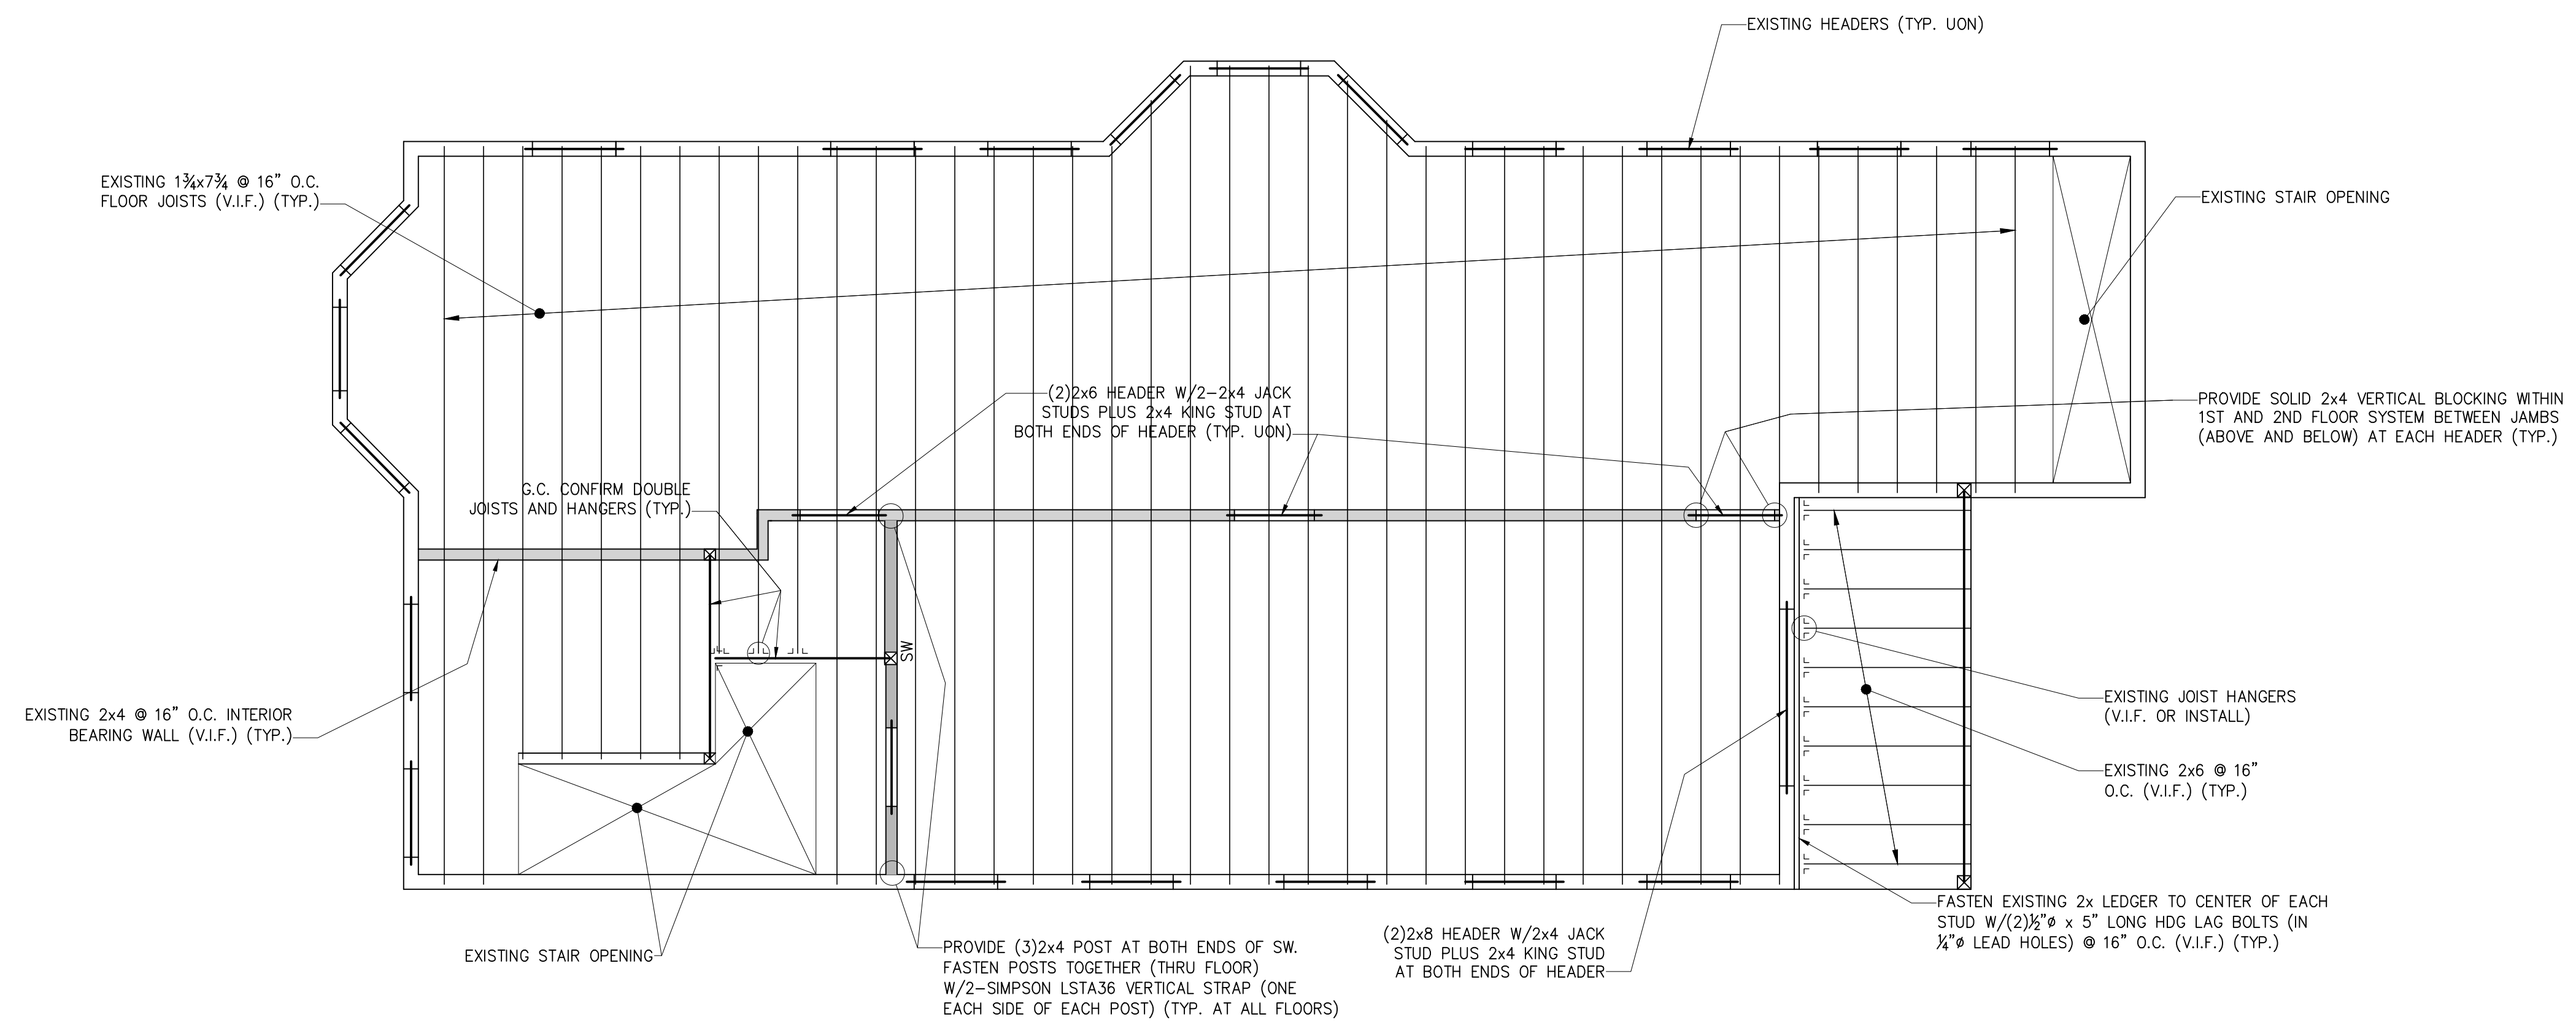 EXISTING HEADERS (TYP. UON)
EXISTING 1¾x7¾ @ 16" O.C.
FLOOR JOISTS (V.I.F.) (TYP.)
EXISTING STAIR OPENING
(2)2x6 HEADER W/2-2x4 JACK
STUDS PLUS 2x4 KING STUD AT
BOTH ENDS OF HEADER (TYP. UON)
PROVIDE SOLID 2x4 VERTICAL BLOCKING WITHIN
1ST AND 2ND FLOOR SYSTEM BETWEEN JAMBS
(ABOVE AND BELOW) AT EACH HEADER (TYP.)
G.C. CONFIRM DOUBLE
JOISTS AND HANGERS (TYP.)
SW
EXISTING 2x4 @ 16" O.C. INTERIOR
BEARING WALL (V.I.F.) (TYP.)
EXISTING JOIST HANGERS
(V.I.F. OR INSTALL)
EXISTING 2x6 @ 16"
O.C. (V.I.F.) (TYP.)
FASTEN EXISTING 2x LEDGER TO CENTER OF EACH
STUD W/(2)½"ø x 5" LONG HDG LAG BOLTS (IN
¼"ø LEAD HOLES) @ 16" O.C. (V.I.F.) (TYP.)
EXISTING STAIR OPENING
PROVIDE (3)2x4 POST AT BOTH ENDS OF SW.
FASTEN POSTS TOGETHER (THRU FLOOR)
W/2-SIMPSON LSTA36 VERTICAL STRAP (ONE
EACH SIDE OF EACH POST) (TYP. AT ALL FLOORS)
(2)2x8 HEADER W/2x4 JACK
STUD PLUS 2x4 KING STUD
AT BOTH ENDS OF HEADER